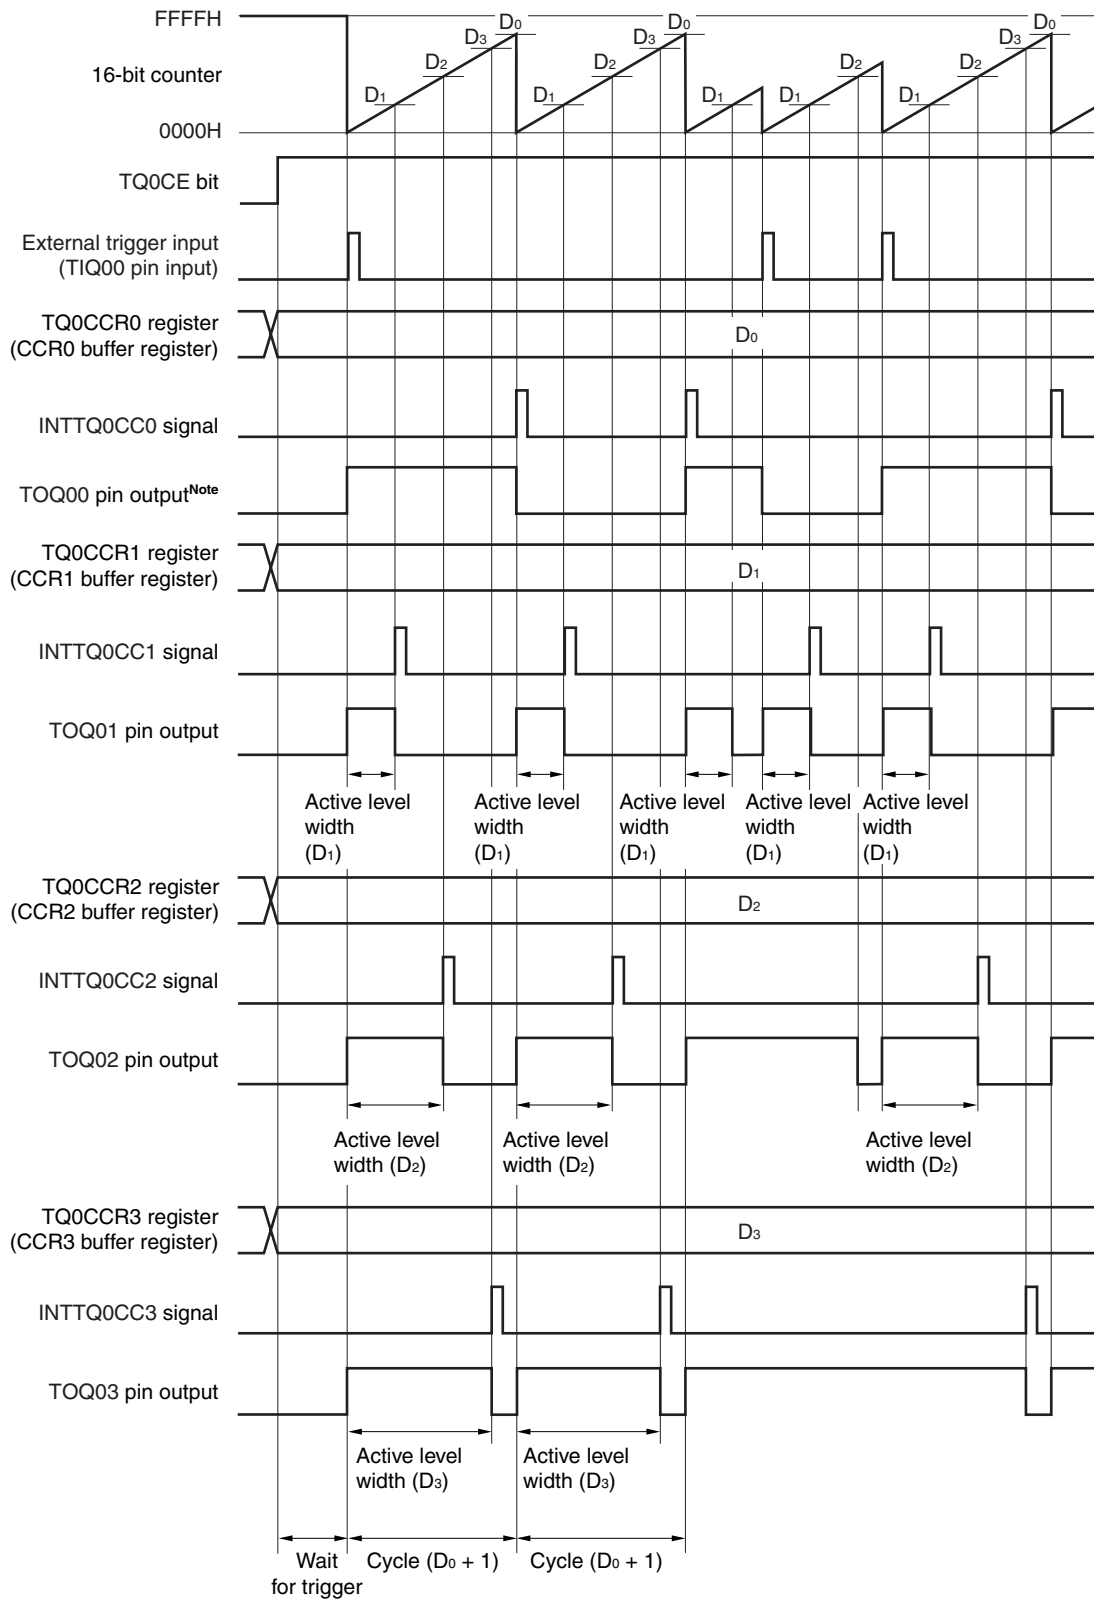 FFFFH
16-bit counter
0000H
D1
D2
D3
D0
D1
D2
D3
D0
D1
D1
D2
D1
D2
D3
D0
TQ0CE bit
External trigger input
(TIQ00 pin input)
TQ0CCR0 register
(CCR0 buffer register)
D0
INTTQ0CC0 signal
TOQ00 pin outputNote
TQ0CCR1 register
(CCR1 buffer register)
D1
INTTQ0CC1 signal
TOQ01 pin output
Active level
width
(D1)
Active level
width
(D1)
Active level
width
(D1)
Active level
width
(D1)
Active level
width
(D1)
TQ0CCR2 register
(CCR2 buffer register)
D2
INTTQ0CC2 signal
TOQ02 pin output
Active level
width (D2)
Active level
width (D2)
Active level
width (D2)
TQ0CCR3 register
(CCR3 buffer register)
D3
INTTQ0CC3 signal
TOQ03 pin output
Active level
width (D3)
Active level
width (D3)
Wait
for trigger
Cycle (D0 + 1)
Cycle (D0 + 1)